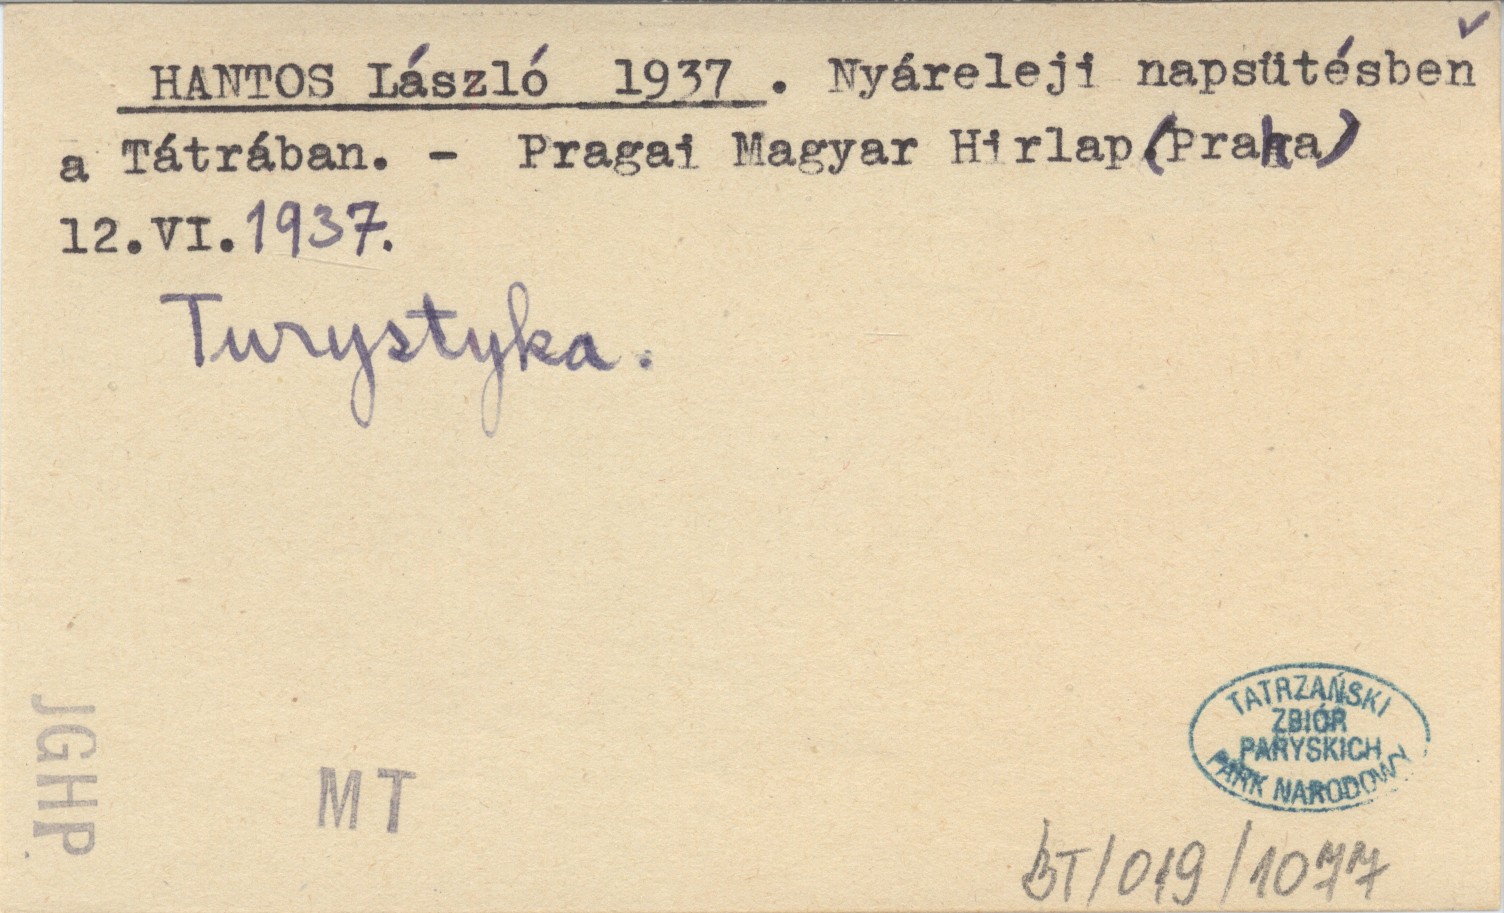 HANTOS László 1937 . Nyáreleji napsütésben
a Tátrában. - Pragai Magyar Hirlap (Praha)
12.VI.1937.
Turystyka.
JGHP
MT
TATRZAŃSKI
ZBIÓR
PARYSKICH
PARK NARODOWY
BT/019/1077